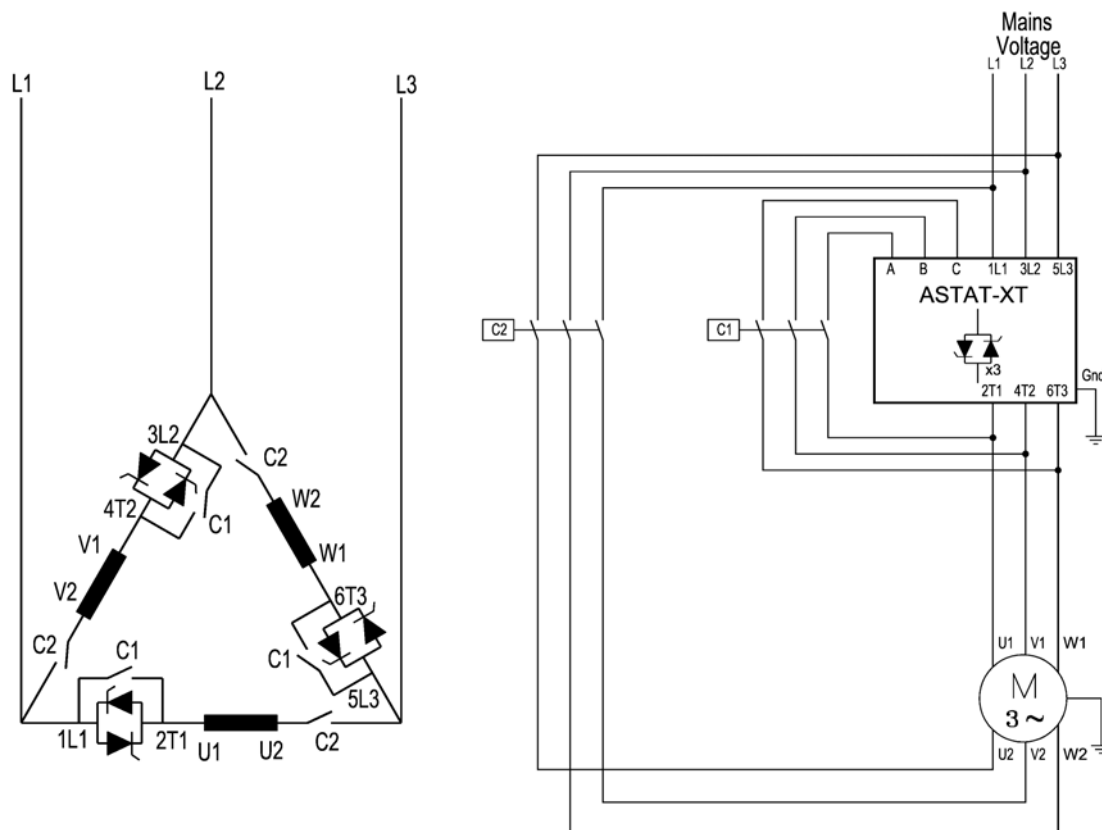 L1
L2
L3
3L2
C2
4T2
C1
W2
V1
W1
V2
6T3
C2
C1
C1
5L3
1L1
2T1
U1
U2
C2
Mains
Voltage
L1 L2 L3
A B C 1L1 3L2 5L3
ASTAT-XT
C2
C1
x3
Gnd
2T1 4T2 6T3
U1 V1 W1
M
3 ~
U2 V2 W2